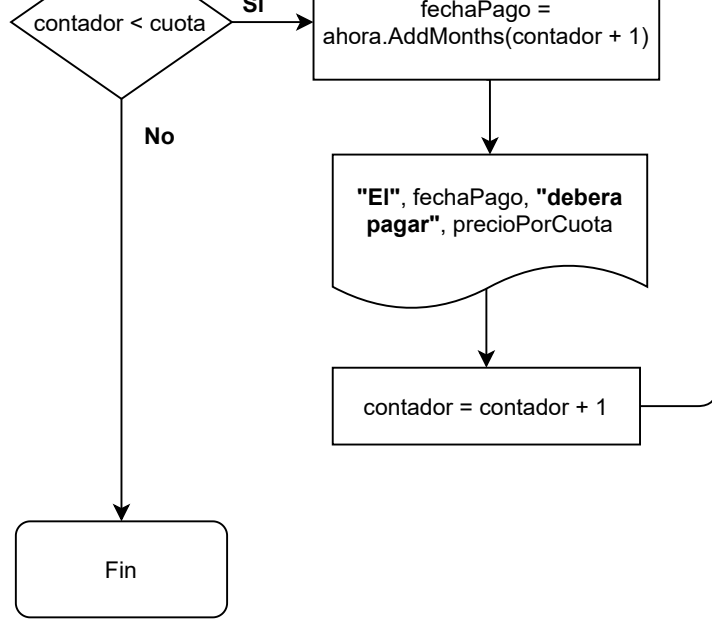 contador < cuota
Si
fechaPago =
ahora.AddMonths(contador + 1)
No
"El", fechaPago, "debera
pagar", precioPorCuota
contador = contador + 1
Fin